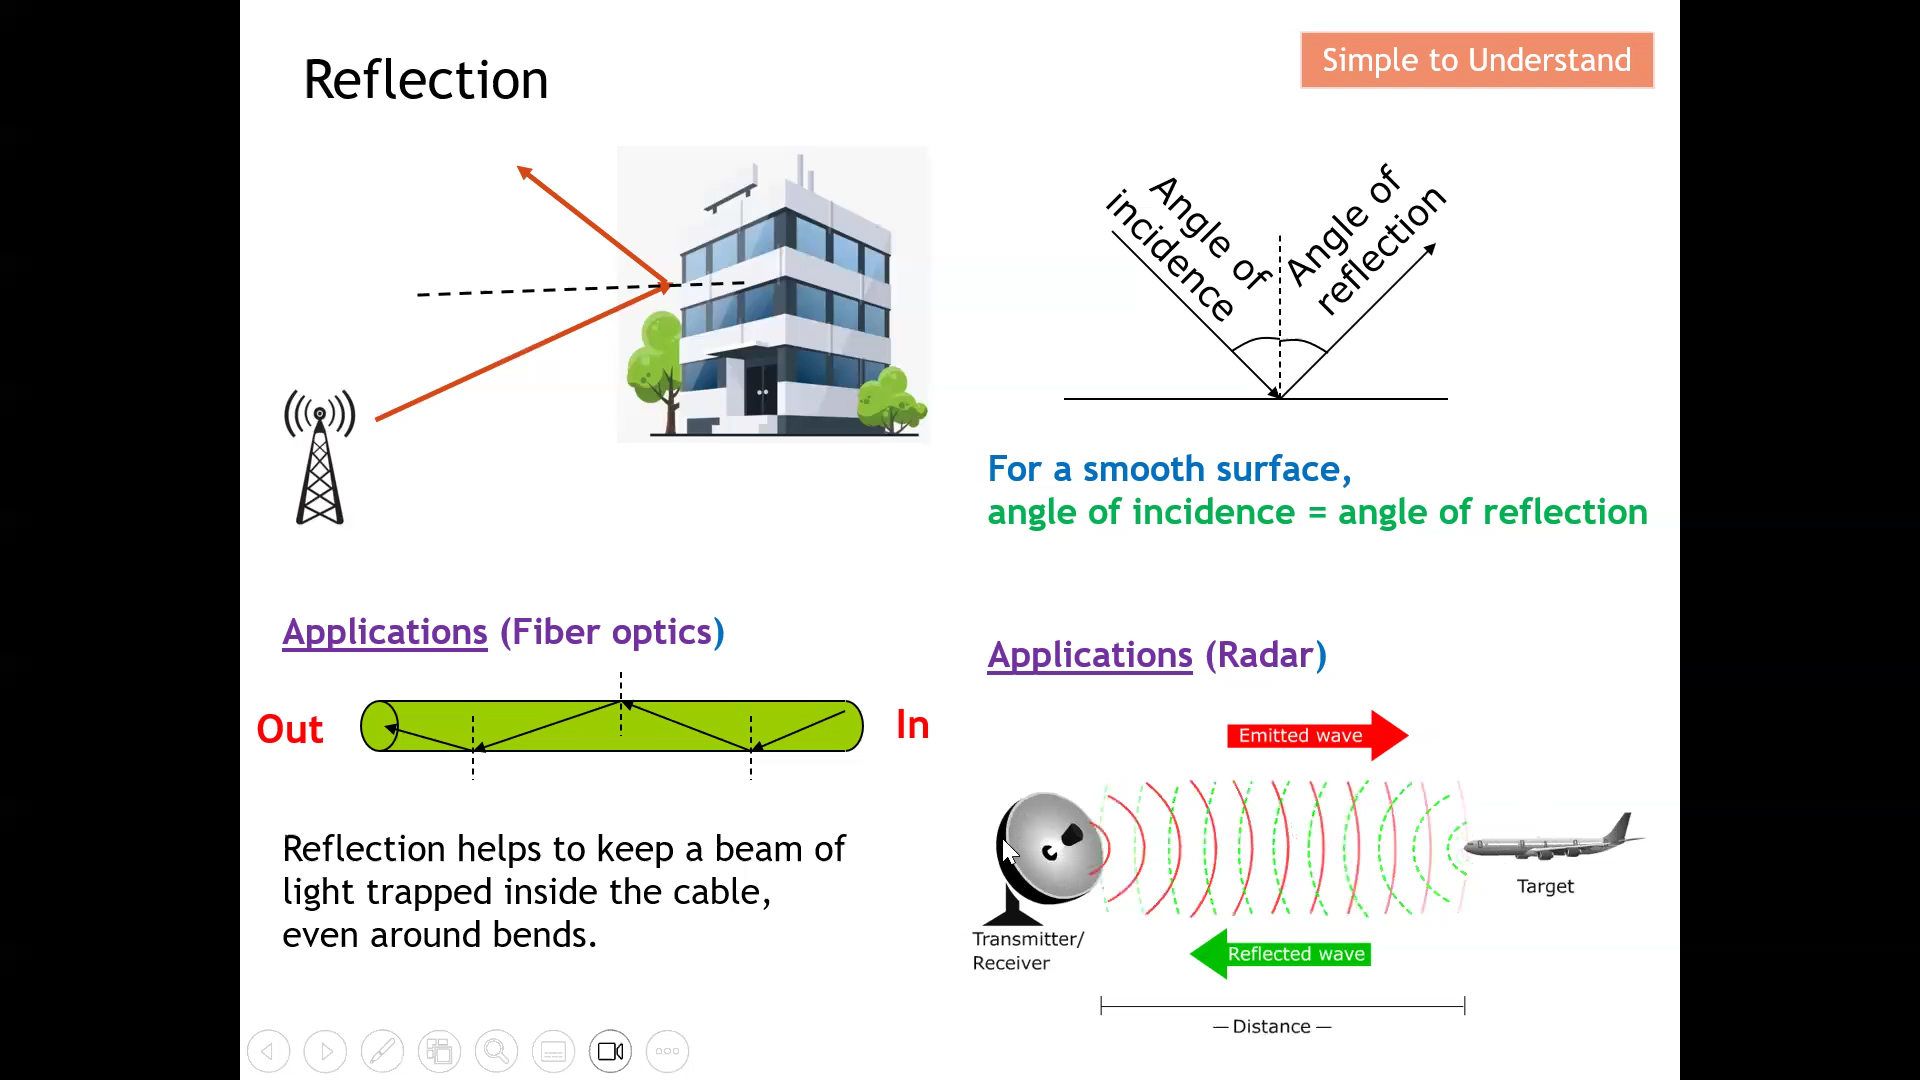 Reflection
Simple to Understand
Angle of
incidence
Angle of
reflection
For a smooth surface,
angle of incidence = angle of reflection
Applications (Fiber optics)
Out
In
Reflection helps to keep a beam of
light trapped inside the cable,
even around bends.
Applications (Radar)
Emitted wave
Target
Transmitter/
Receiver
Reflected wave
— Distance —